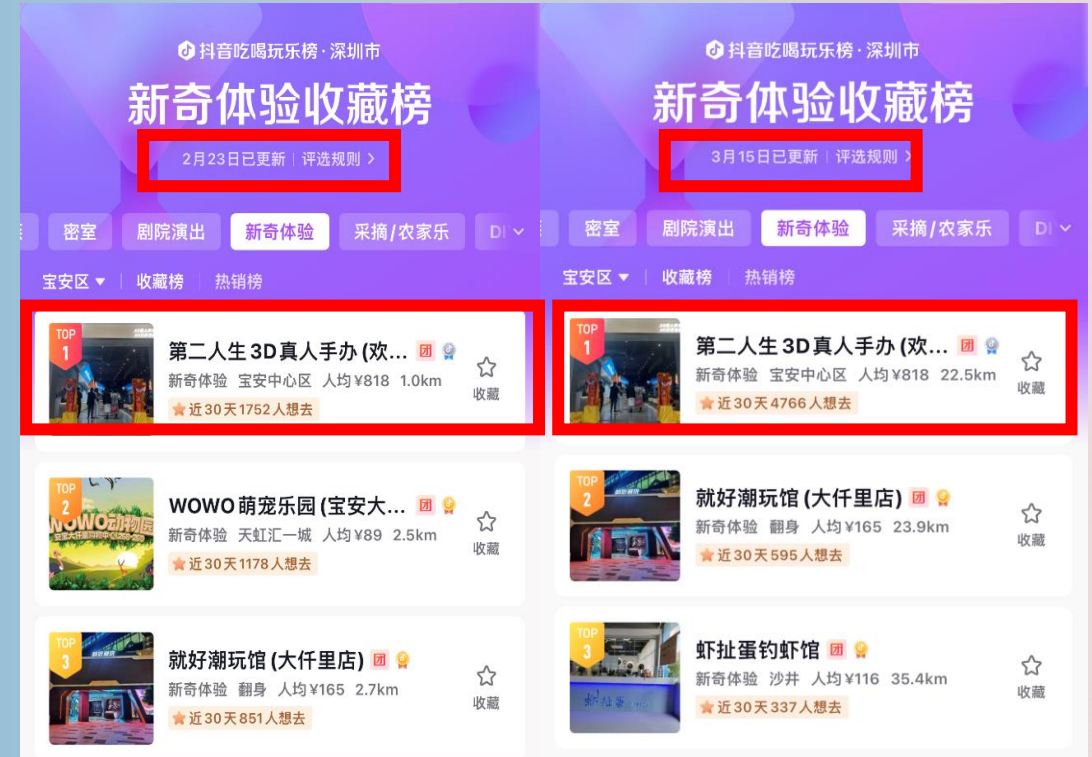 抖音吃喝玩乐榜·深圳市
新奇体验收藏榜
2月23日已更新 | 评选规则 >
密室 剧院演出 新奇体验 采摘/农家乐
宝安区 收藏榜 热销榜
TOP 1
第二人生3D真人手办(欢... 团
新奇体验 宝安中心区 人均¥818 1.0km
收藏
近30天1752人想去
TOP 2
WOWO萌宠乐园(宝安大... 团
新奇体验 天虹汇一城 人均¥89 2.5km
收藏
近30天1178人想去
WOWO动物园
TOP 3
就好潮玩馆(大仟里店) 团
新奇体验 翻身 人均¥165 2.7km
收藏
近30天851人想去
抖音吃喝玩乐榜·深圳市
新奇体验收藏榜
3月15日已更新 | 评选规则 >
密室 剧院演出 新奇体验 采摘/农家乐
宝安区 收藏榜 热销榜
TOP 1
第二人生3D真人手办(欢... 团
新奇体验 宝安中心区 人均¥818 22.5km
收藏
近30天4766人想去
TOP 2
就好潮玩馆(大仟里店) 团
新奇体验 翻身 人均¥165 23.9km
收藏
近30天595人想去
TOP 3
虾扯蛋钓虾馆 团
新奇体验 沙井 人均¥116 35.4km
收藏
近30天337人想去